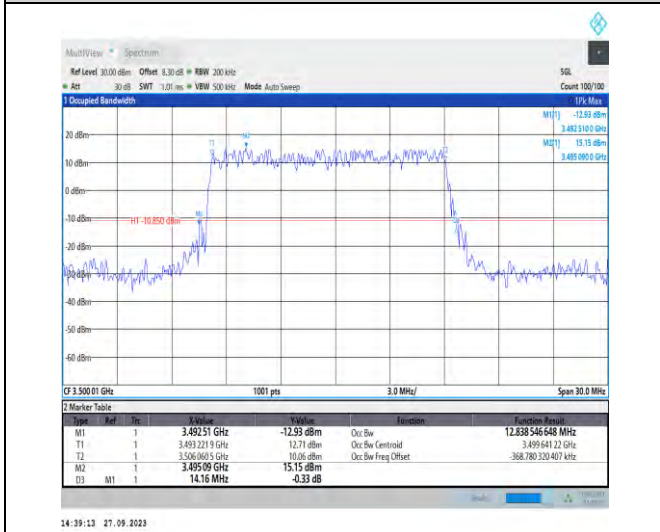 MultiView Spectrum
Ref Level 30.00 dBm Offset 8.30 dB RBW 200 kHz SGL
Att 30 dB SWT 1.01 ms VBW 500 kHz Mode Auto Sweep Count 100/100
1 Occupied Bandwidth 1Pk Max
M1[1] -12.93 dBm
3.492 5100 GHz
M2[1] 15.15 dBm
3.495 0900 GHz
20 dBm
T1 M2 T2
10 dBm
0 dBm
M1
-10 dBm H1 -10.850 dBm
-20 dBm
-30 dBm
-40 dBm
-50 dBm
-60 dBm
CF 3.500 01 GHz 1001 pts 3.0 MHz/ Span 30.0 MHz
2 Marker Table
Type Ref Trc X-Value Y-Value Function Function Result
M1 1 3.492 51 GHz -12.93 dBm Occ Bw 12.838 546 648 MHz
T1 1 3.493 221 9 GHz 12.71 dBm Occ Bw Centroid 3.499 641 22 GHz
T2 1 3.506 060 5 GHz 10.06 dBm Occ Bw Freq Offset -368.780 320 407 kHz
M2 1 3.495 09 GHz 15.15 dBm
D3 M1 1 14.16 MHz -0.33 dB
14:39:13 27.09.2023